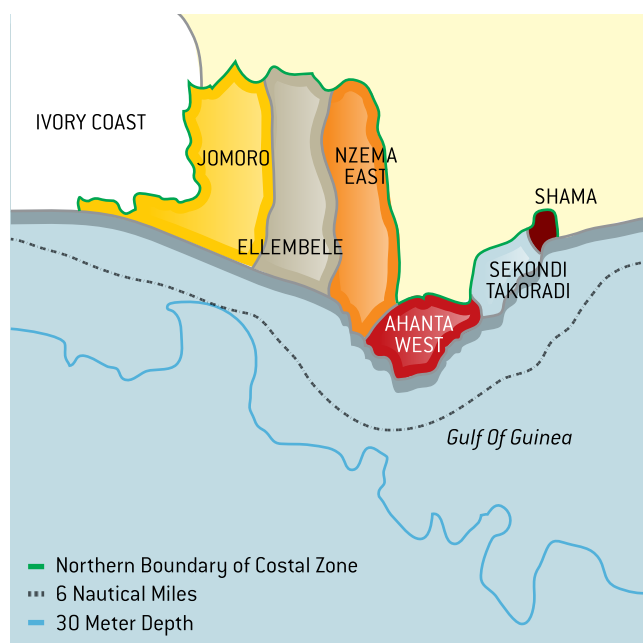 IVORY COAST
JOMORO
NZEMA
EAST
SHAMA
ELLEMBELE
SEKONDI
TAKORADI
AHANTA
WEST
Gulf Of Guinea
Northern Boundary of Costal Zone
6 Nautical Miles
30 Meter Depth